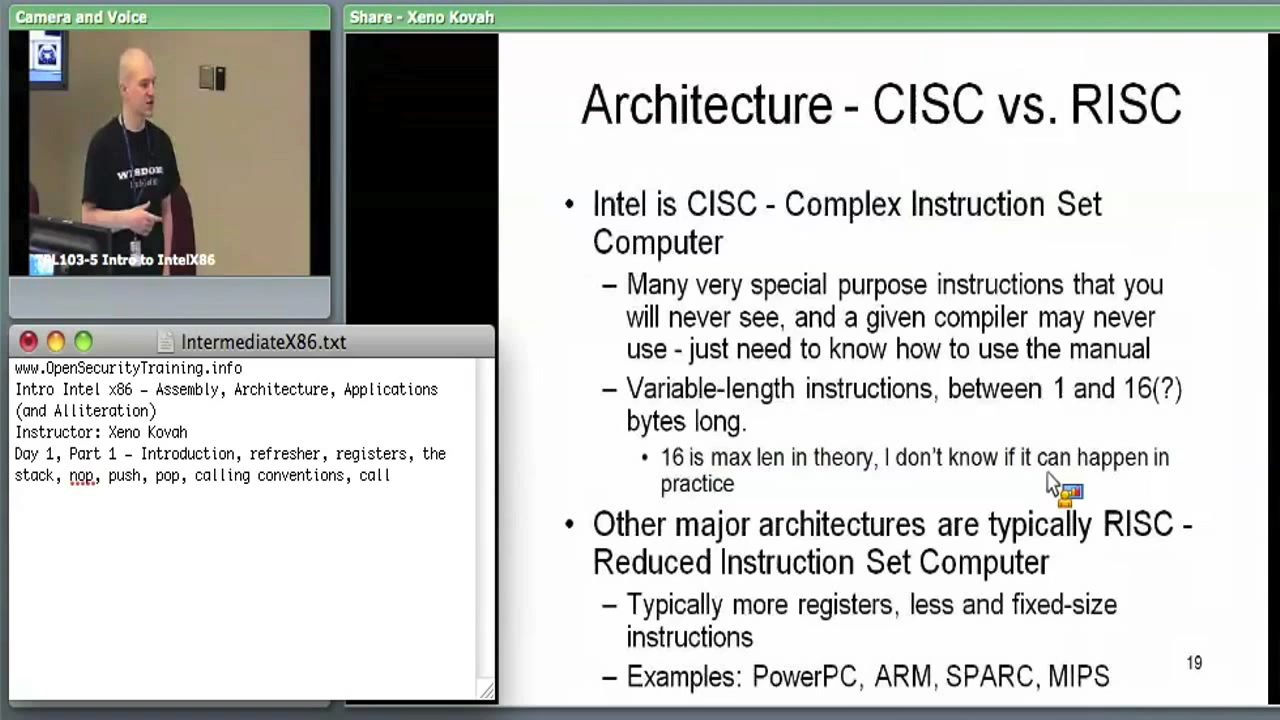 Camera and Voice
WISDOM
103-5 Intro to IntelX86
IntermediateX86.txt
www.OpenSecurityTraining.info
Intro Intel x86 – Assembly, Architecture, Applications
(and Alliteration)
Instructor: Xeno Kovah
Day 1, Part 1 – Introduction, refresher, registers, the
stack, nop, push, pop, calling conventions, call
Share - Xeno Kovah
Architecture - CISC vs. RISC
• Intel is CISC - Complex Instruction Set
Computer
– Many very special purpose instructions that you
will never see, and a given compiler may never
use - just need to know how to use the manual
– Variable-length instructions, between 1 and 16(?)
bytes long.
• 16 is max len in theory, I don't know if it can happen in
practice
• Other major architectures are typically RISC -
Reduced Instruction Set Computer
– Typically more registers, less and fixed-size
instructions
– Examples: PowerPC, ARM, SPARC, MIPS
19